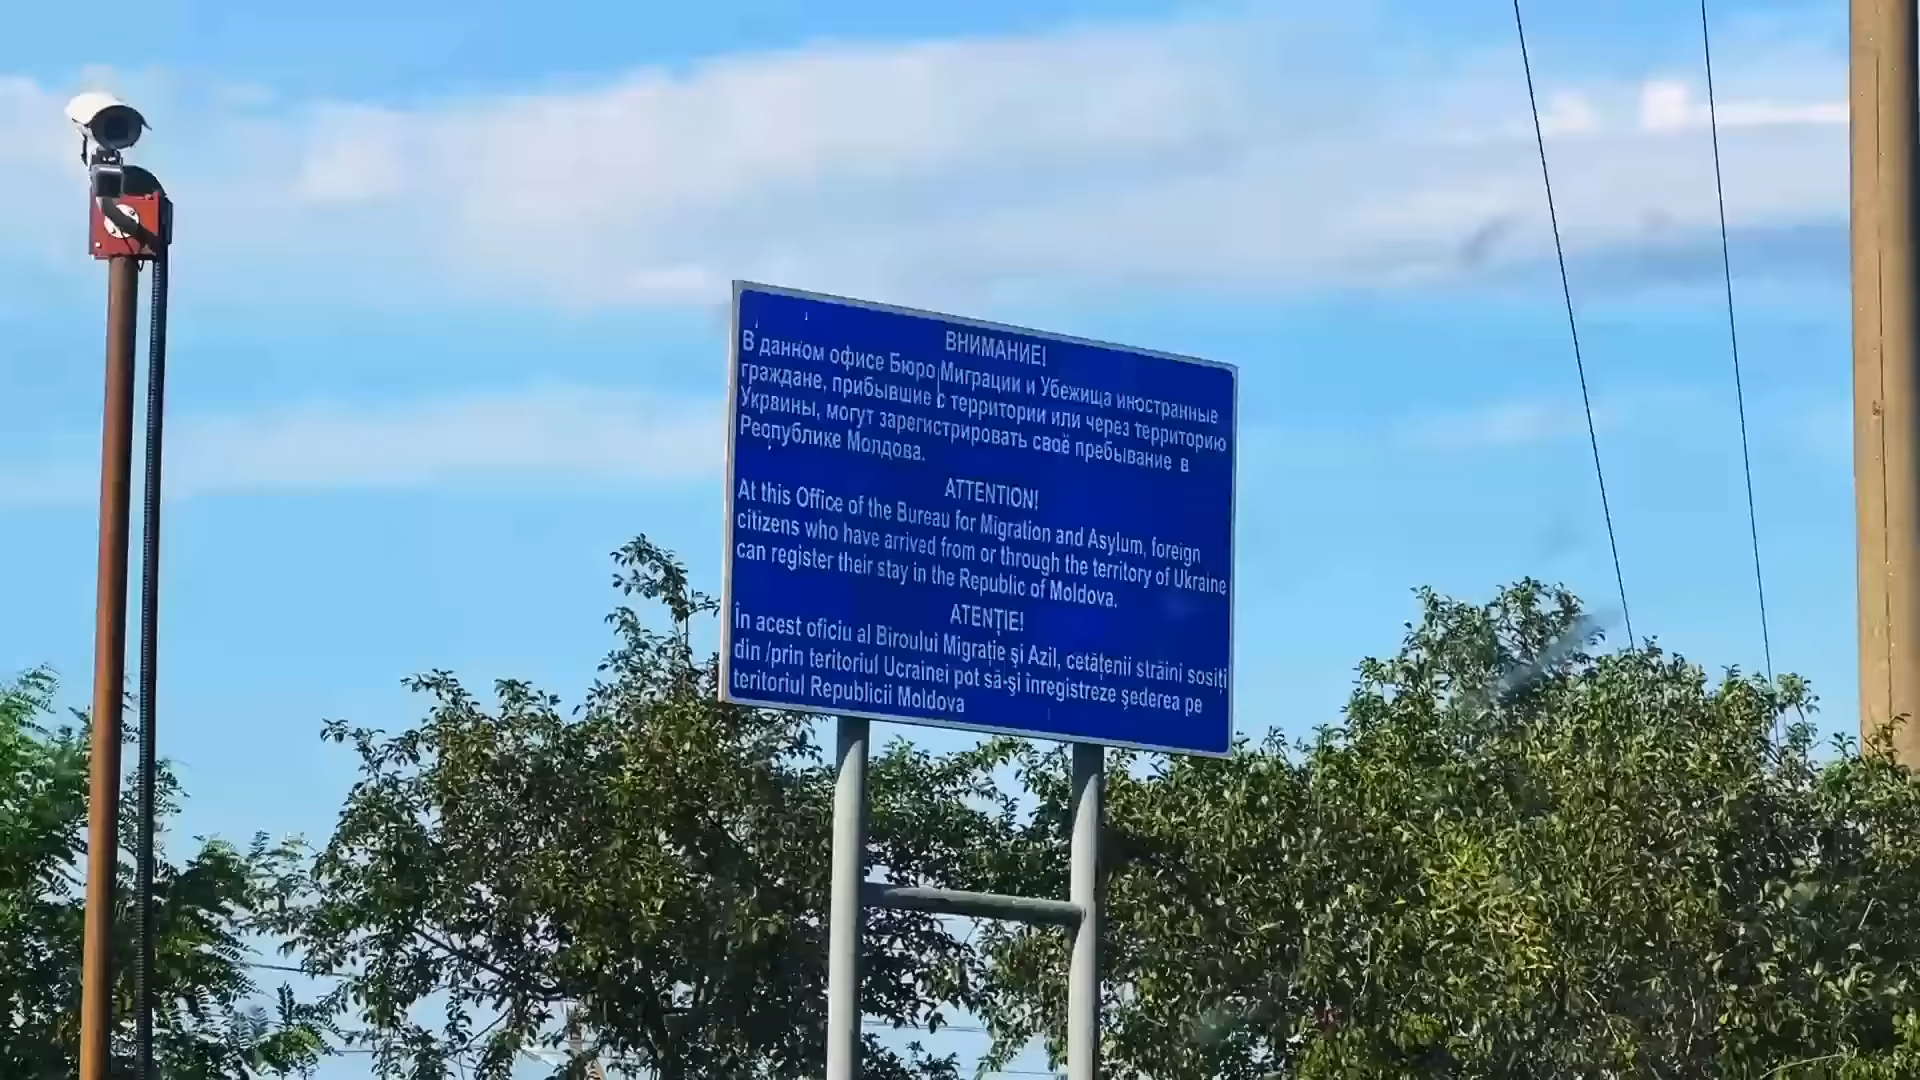 ВНИМАНИЕ!
В данном офисе Бюро Миграции и Убежища иностранные
граждане, прибывшие с территории или через территорию
Украины, могут зарегистрировать своё пребывание в
Республике Молдова.
ATTENTION!
At this Office of the Bureau for Migration and Asylum, foreign
citizens who have arrived from or through the territory of Ukraine
can register their stay in the Republic of Moldova.
ATENȚIE!
În acest oficiu al Biroului Migrație și Azil, cetățenii străini sosiți
din /prin teritoriul Ucrainei pot să-și înregistreze șederea pe
teritoriul Republicii Moldova